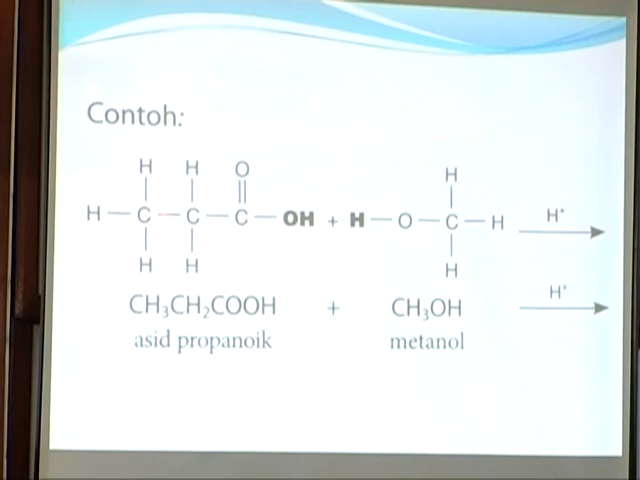 Contoh:
H H O H
H — C — C — C — OH + H — O — C — H H⁺
H H H
CH₃CH₂COOH + CH₃OH H⁺
asid propanoik metanol